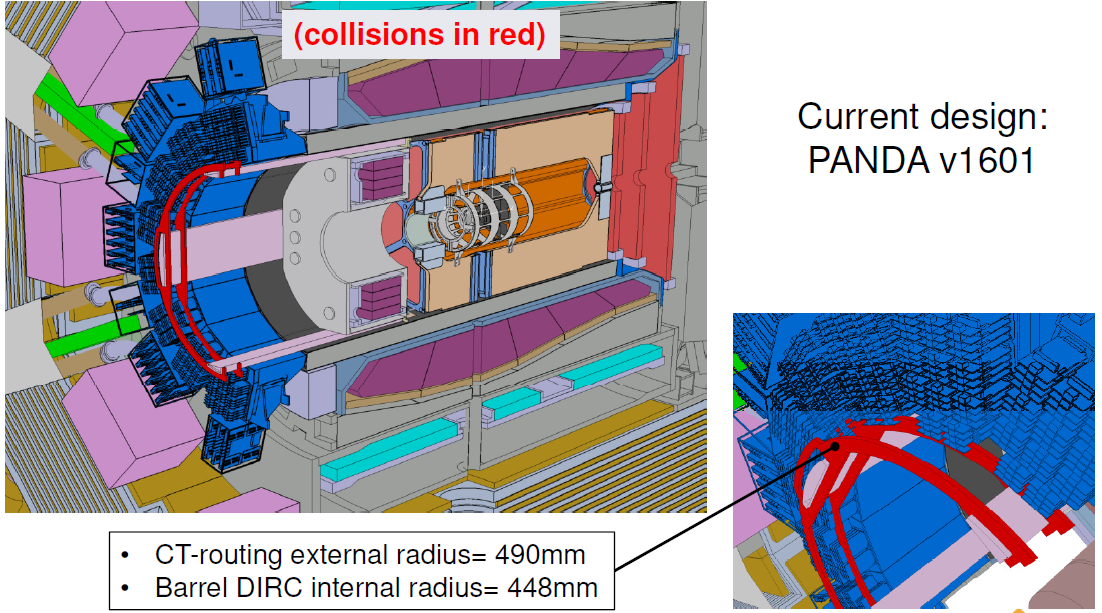 (collisions in red)
Current design:
PANDA v1601
• CT-routing external radius= 490mm
• Barrel DIRC internal radius= 448mm